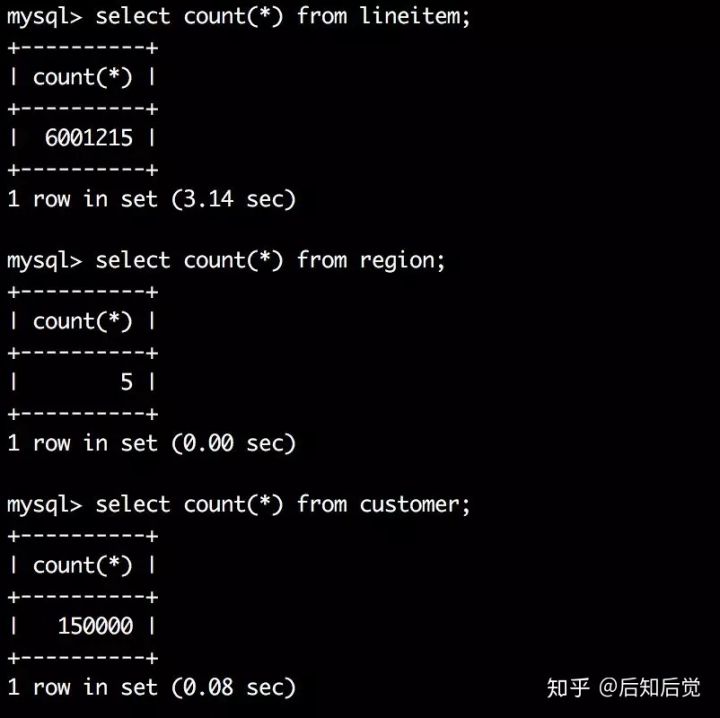 mysql> select count(*) from lineitem;
+----------+
| count(*) |
+----------+
|  6001215 |
+----------+
1 row in set (3.14 sec)

mysql> select count(*) from region;
+----------+
| count(*) |
+----------+
|        5 |
+----------+
1 row in set (0.00 sec)

mysql> select count(*) from customer;
+----------+
| count(*) |
+----------+
|   150000 |
+----------+
1 row in set (0.08 sec)
知乎 @后知后觉